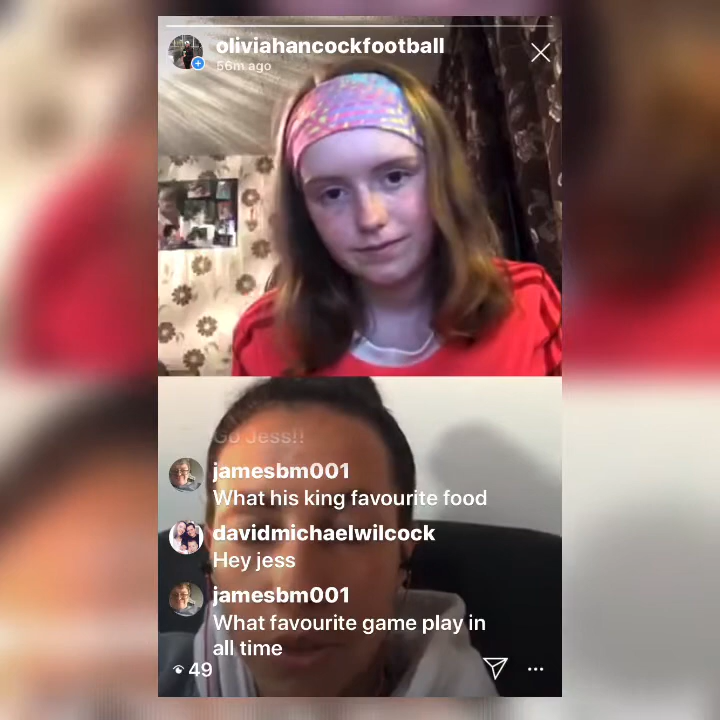 oliviahancockfootball
56m ago
Go Jess!!
jamesbm001
What his king favourite food
davidmichaelwilcock
Hey jess
jamesbm001
What favourite game play in
all time
49